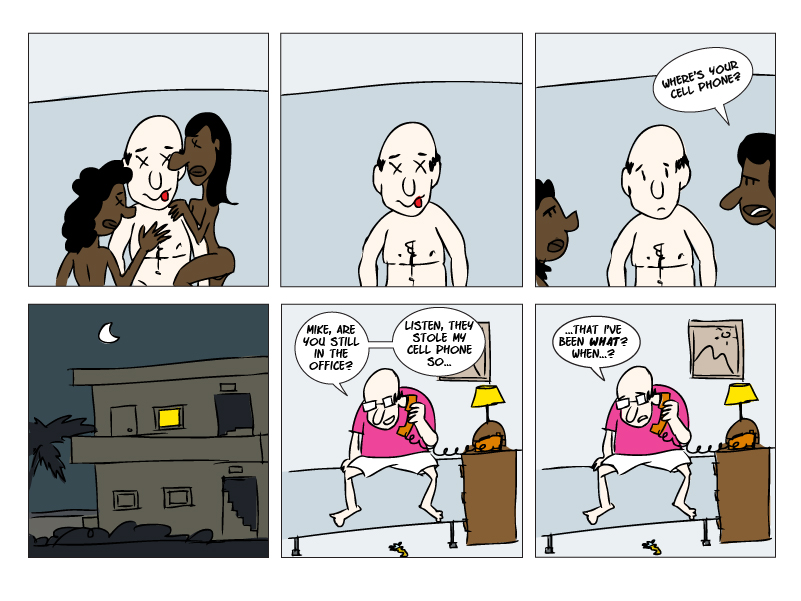 WHERE'S YOUR
CELL PHONE?
MIKE, ARE
YOU STILL
IN THE
OFFICE?
LISTEN, THEY
STOLE MY
CELL PHONE
SO...
...THAT I'VE
BEEN WHAT?
WHEN...?